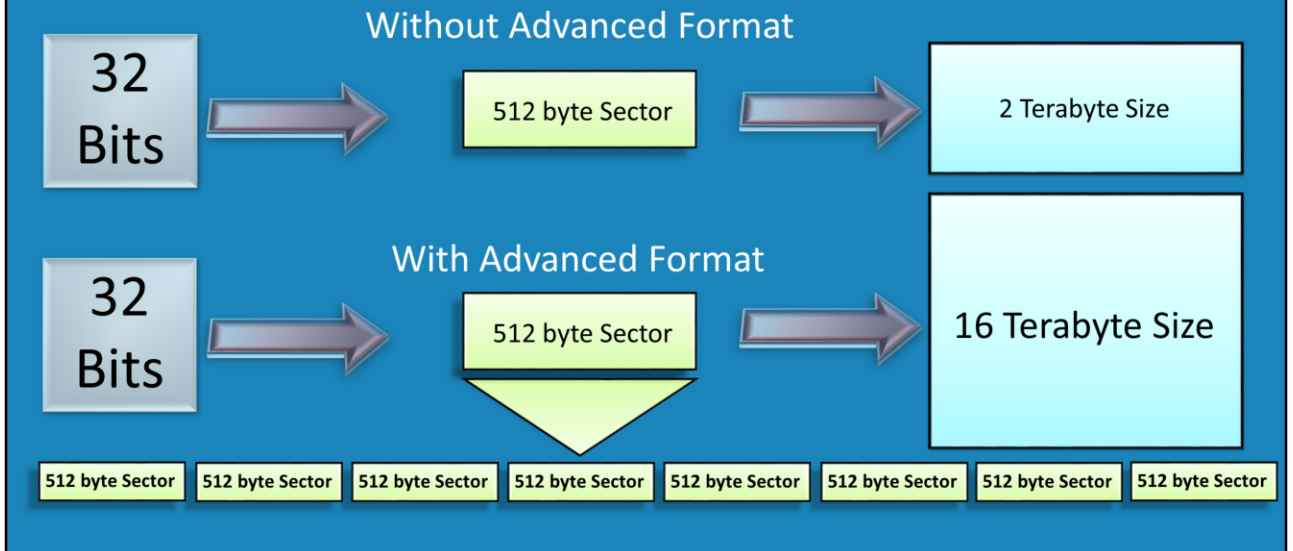 Without Advanced Format
32
Bits
512 byte Sector
2 Terabyte Size
With Advanced Format
32
Bits
512 byte Sector
16 Terabyte Size
512 byte Sector 512 byte Sector 512 byte Sector 512 byte Sector 512 byte Sector 512 byte Sector 512 byte Sector 512 byte Sector